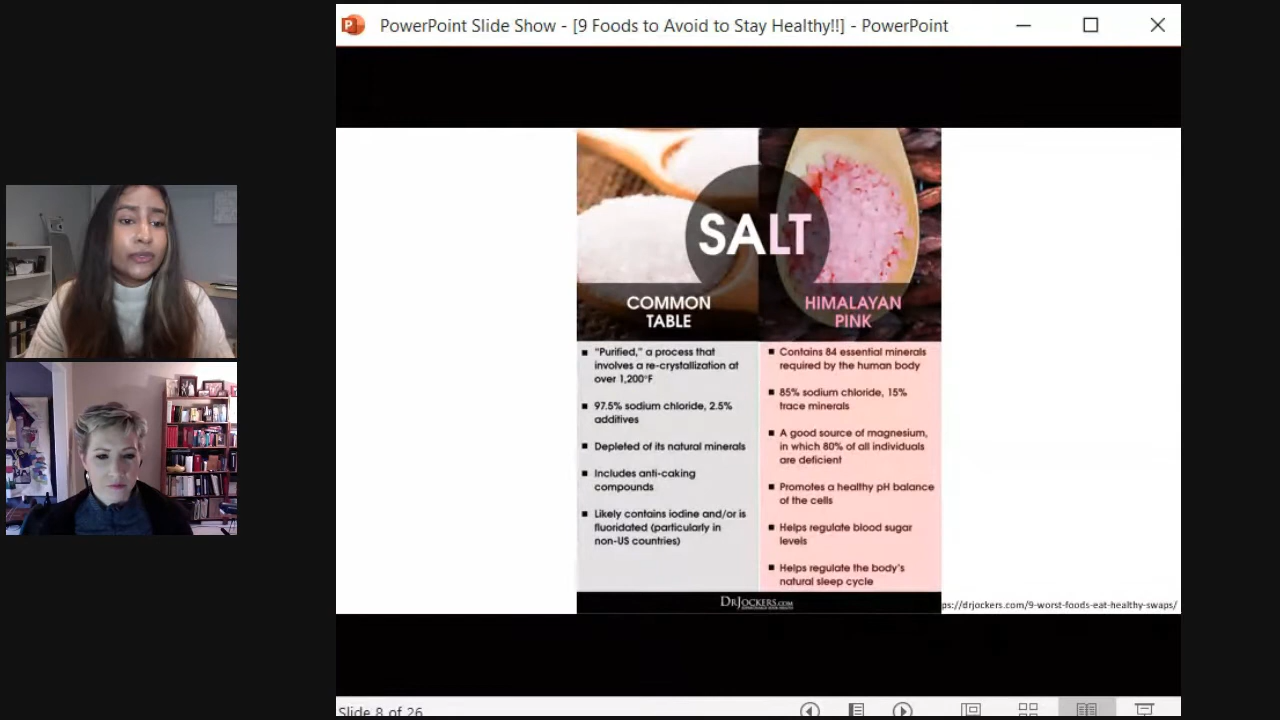 PowerPoint Slide Show - [9 Foods to Avoid to Stay Healthy!!] - PowerPoint
SALT
COMMON
TABLE
HIMALAYAN
PINK
"Purified," a process that
involves a re-crystallization at
over 1,200°F
97.5% sodium chloride, 2.5%
additives
Depleted of its natural minerals
Includes anti-caking
compounds
Likely contains iodine and/or is
fluoridated (particularly in
non-US countries)
Contains 84 essential minerals
required by the human body
85% sodium chloride, 15%
trace minerals
A good source of magnesium,
in which 80% of all individuals
are deficient
Promotes a healthy pH balance
of the cells
Helps regulate blood sugar
levels
Helps regulate the body's
natural sleep cycle
DRJOCKERS.COM
ps://drjockers.com/9-worst-foods-eat-healthy-swaps/
Slide 8 of 26